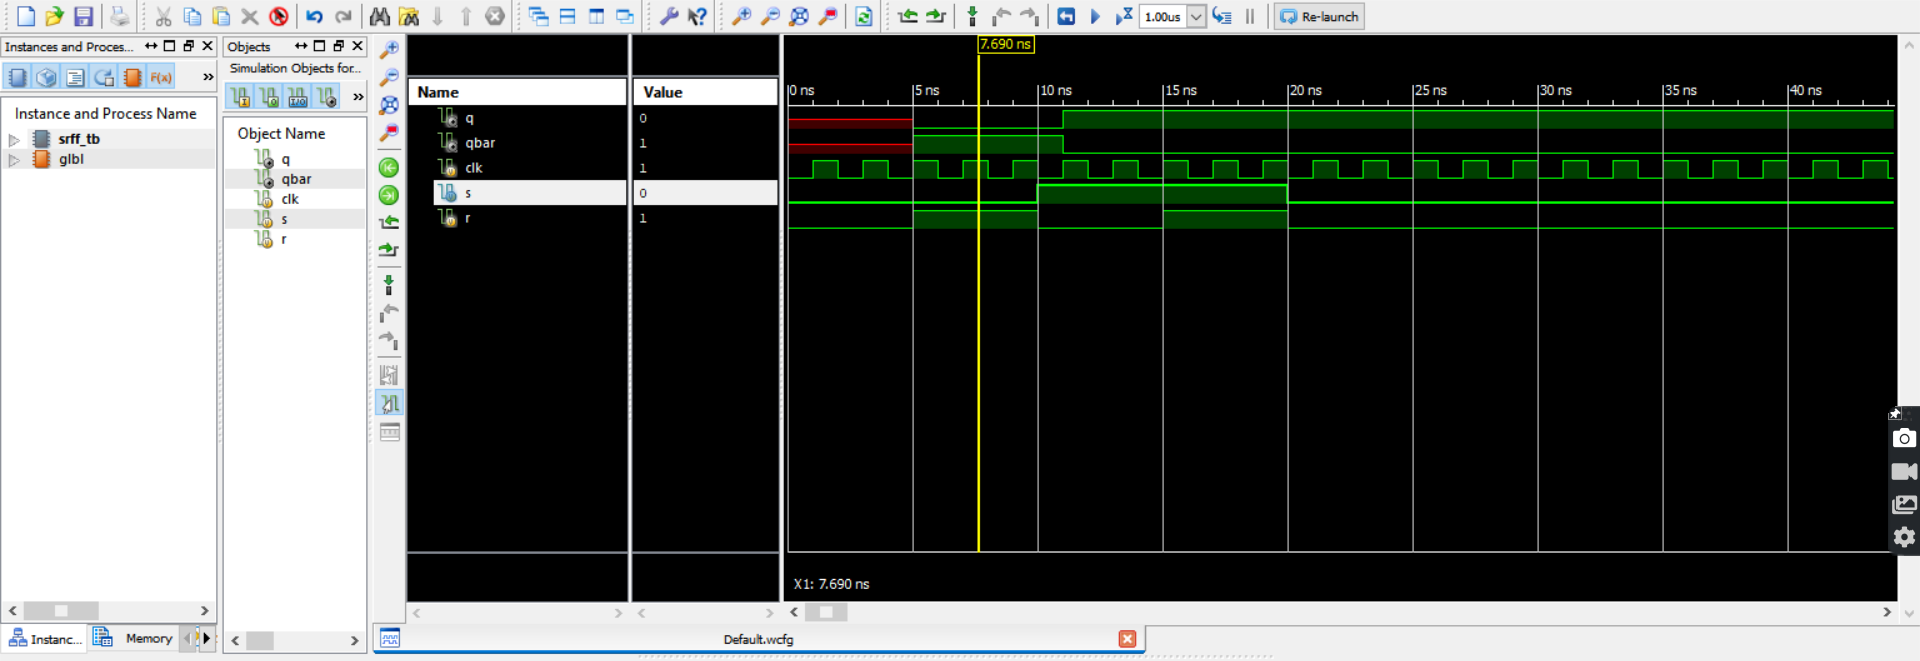 1.00us
Re-launch
Instances and Proces...
Objects
Simulation Objects for...
F(x)
»
»
Instance and Process Name
srff_tb
glbl
Object Name
q
qbar
clk
s
r
Name
Value
q
0
qbar
1
clk
1
s
0
r
1
7.690 ns
0 ns
5 ns
10 ns
15 ns
20 ns
25 ns
30 ns
35 ns
40 ns
X1: 7.690 ns
Instanc...
Memory
Default.wcfg